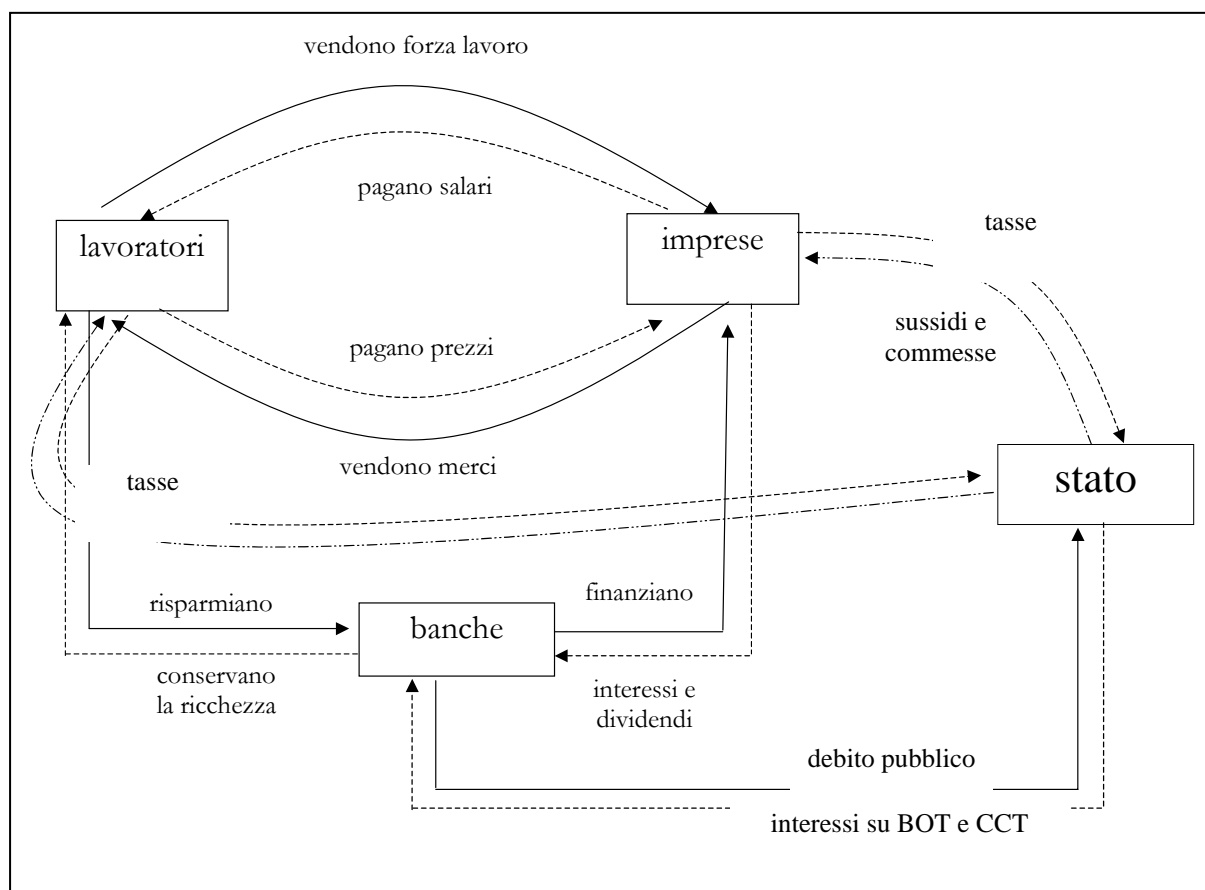 vendono forza lavoro
pagano salari
lavoratori
imprese
tasse
sussidi e
commesse
pagano prezzi
vendono merci
tasse
stato
risparmiano
finanziano
banche
conservano
la ricchezza
interessi e
dividendi
debito pubblico
interessi su BOT e CCT